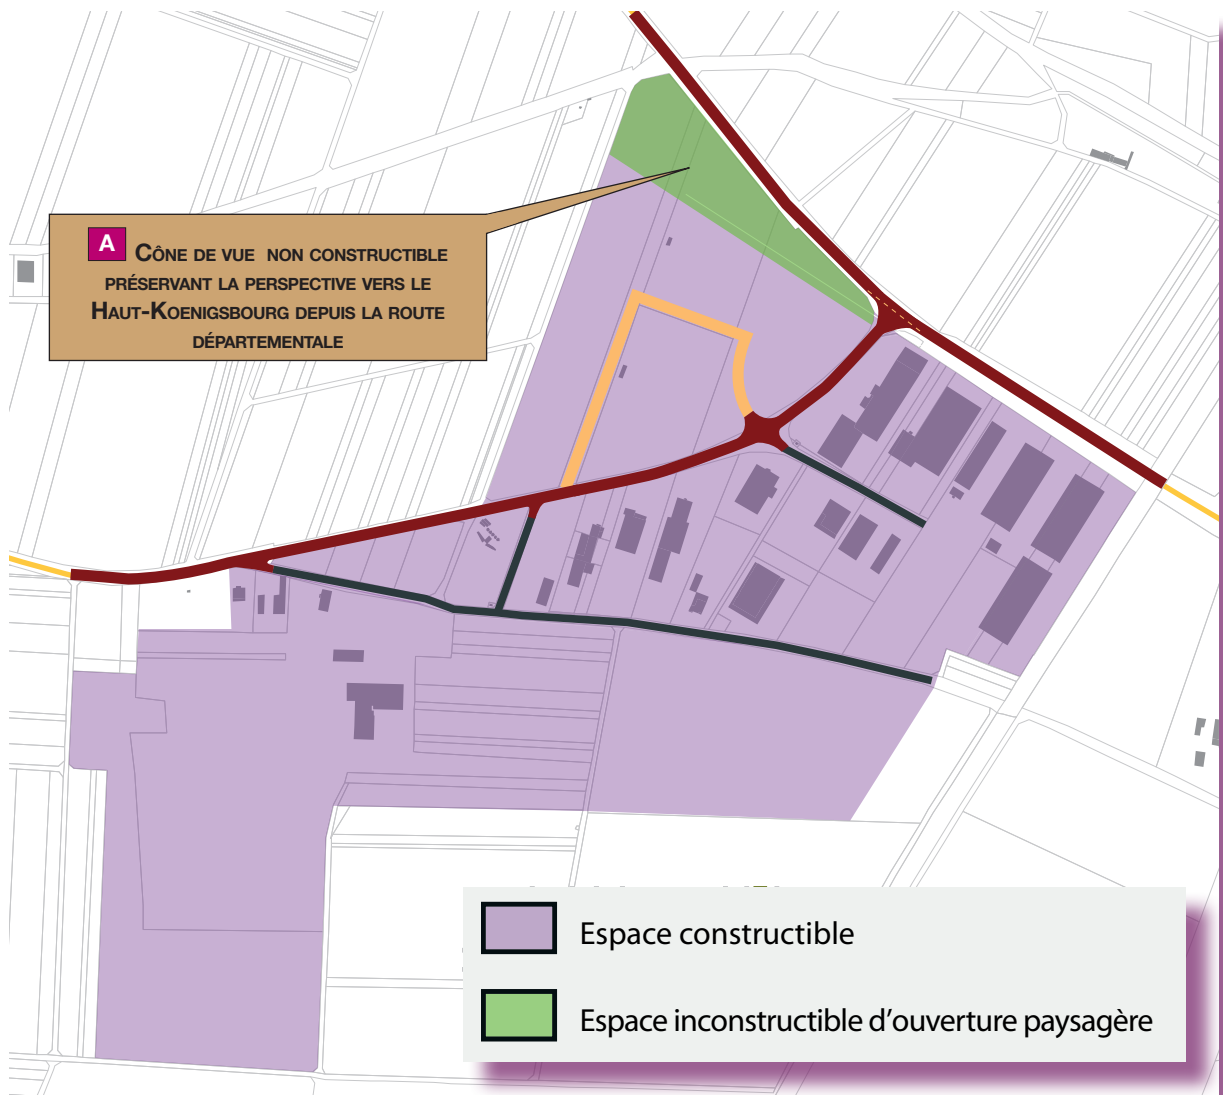 A CÔNE DE VUE NON CONSTRUCTIBLE
PRÉSERVANT LA PERSPECTIVE VERS LE
HAUT-KOENIGSBOURG DEPUIS LA ROUTE
DÉPARTEMENTALE
Espace constructible
Espace inconstructible d'ouverture paysagère